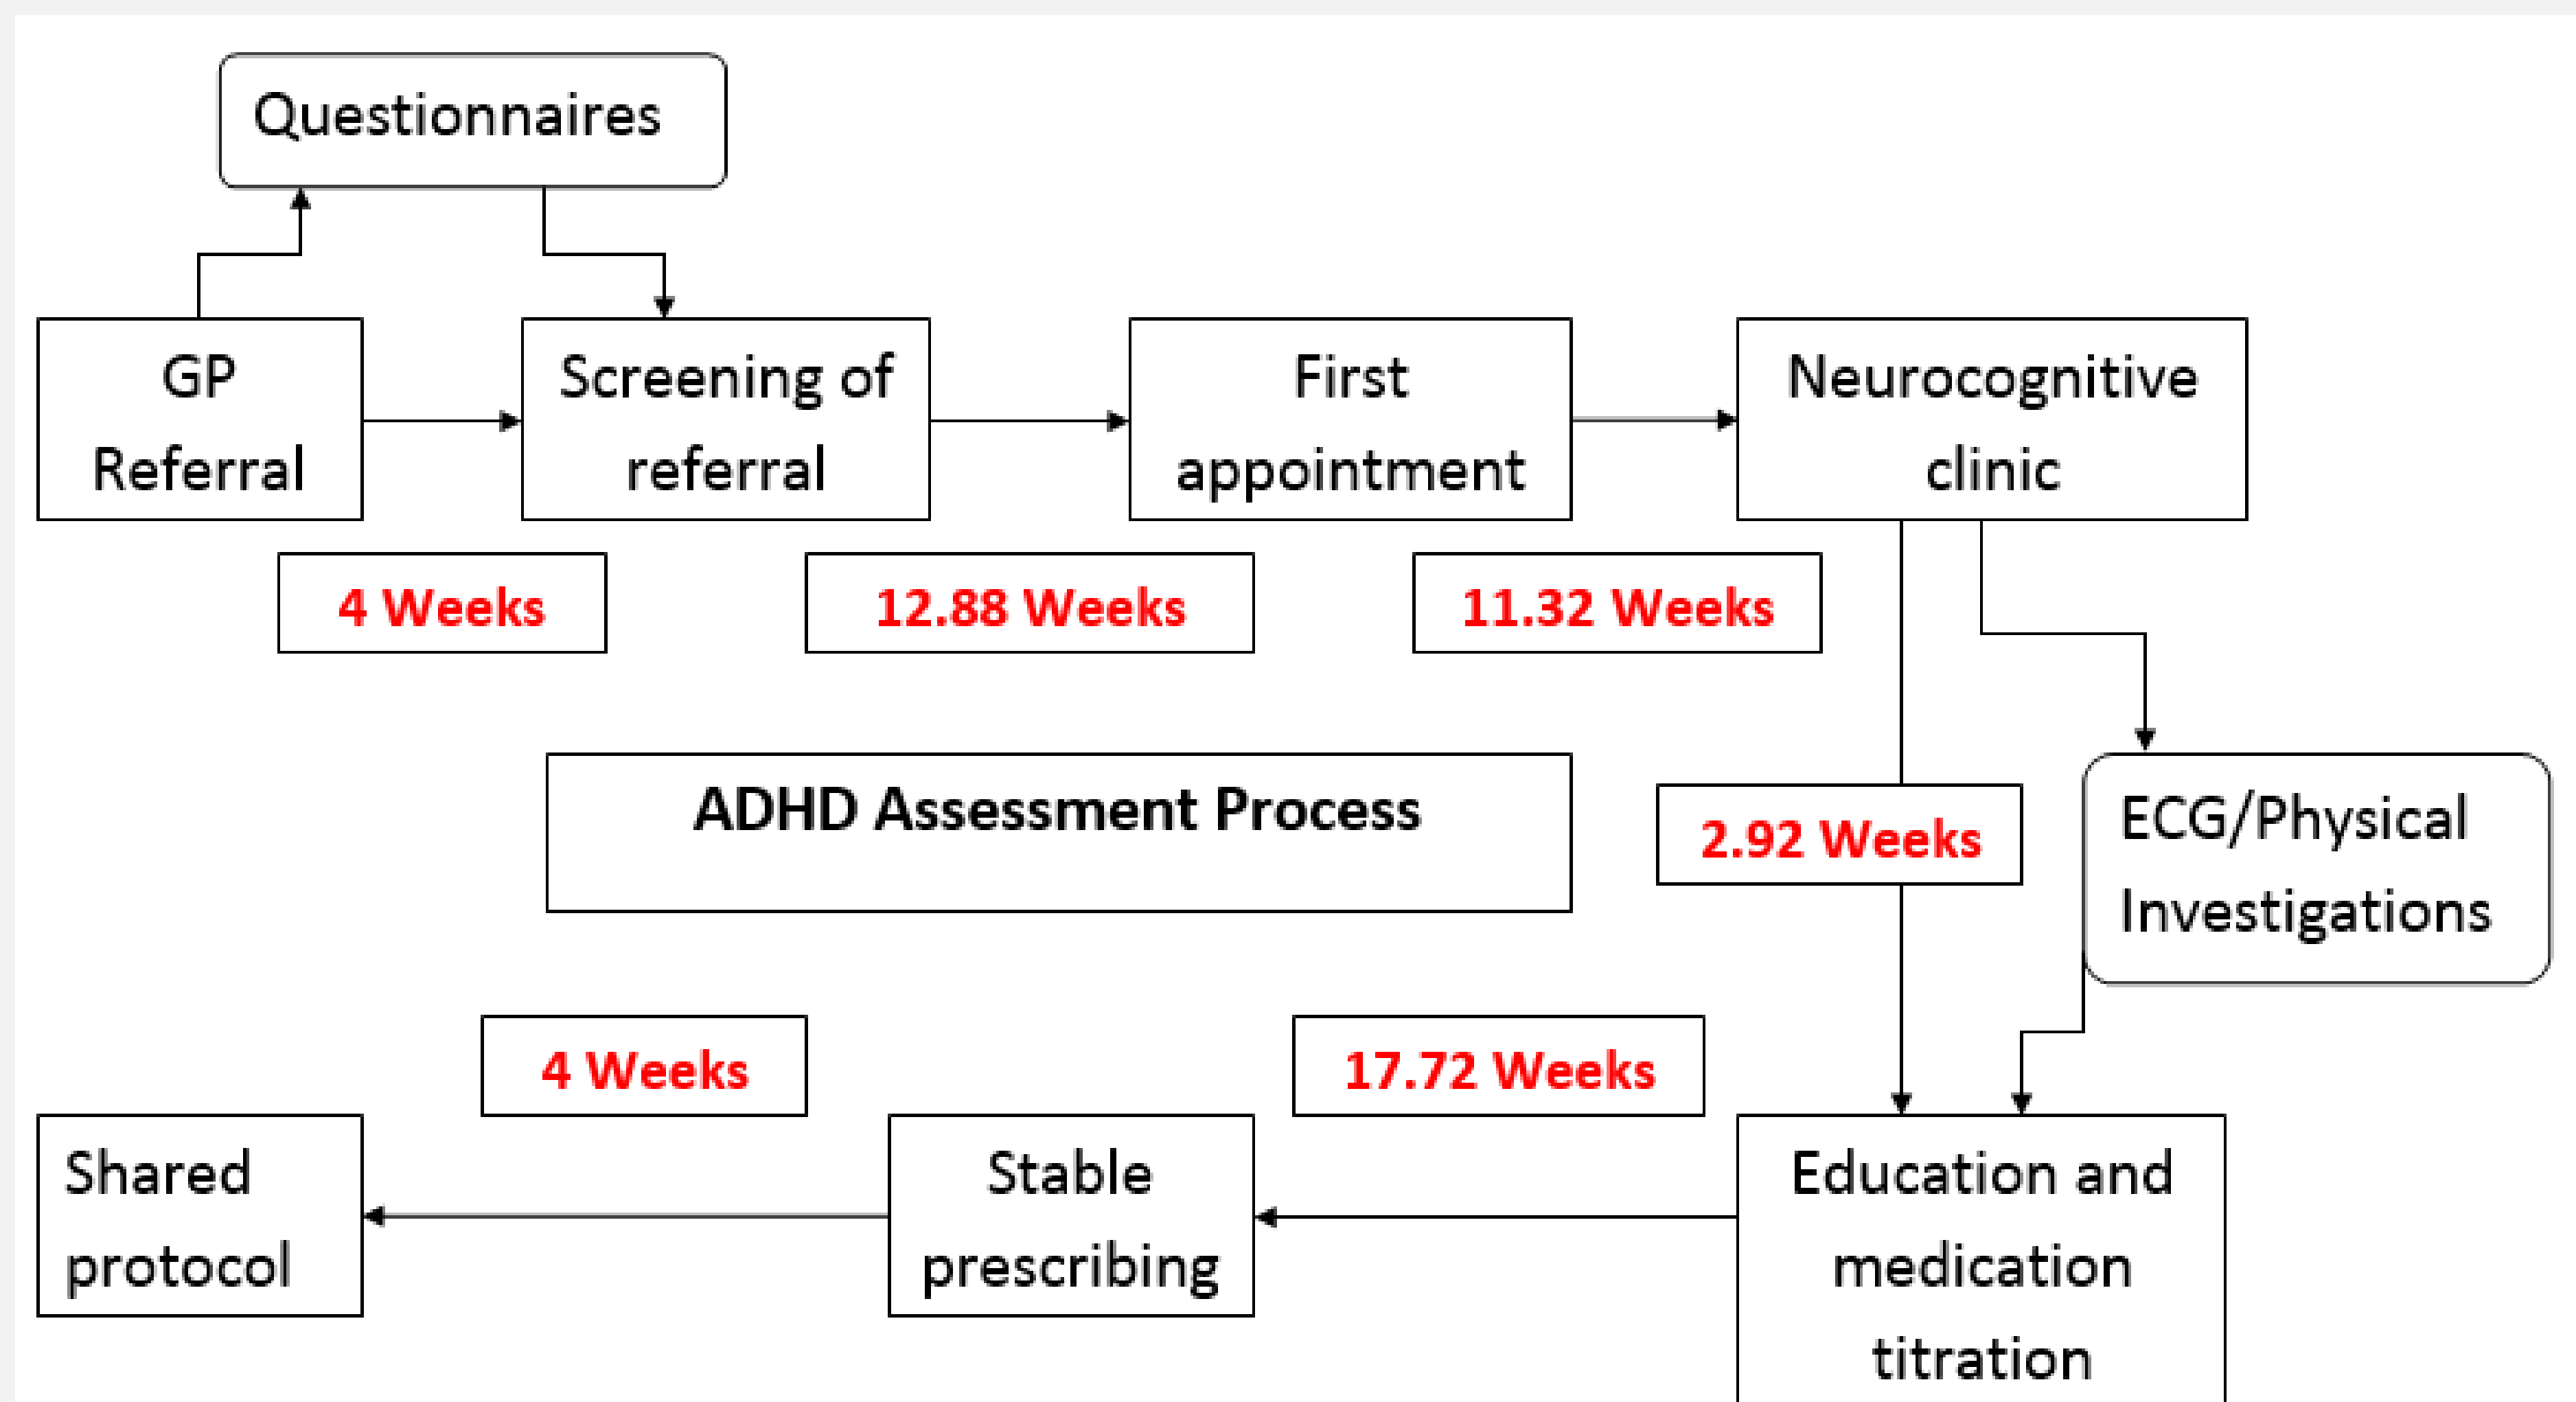 Questionnaires
GP
Referral
Screening of
referral
First
appointment
Neurocognitive
clinic
4 Weeks
12.88 Weeks
11.32 Weeks
ADHD Assessment Process
2.92 Weeks
ECG/Physical
Investigations
4 Weeks
17.72 Weeks
Shared
protocol
Stable
prescribing
Education and
medication
titration